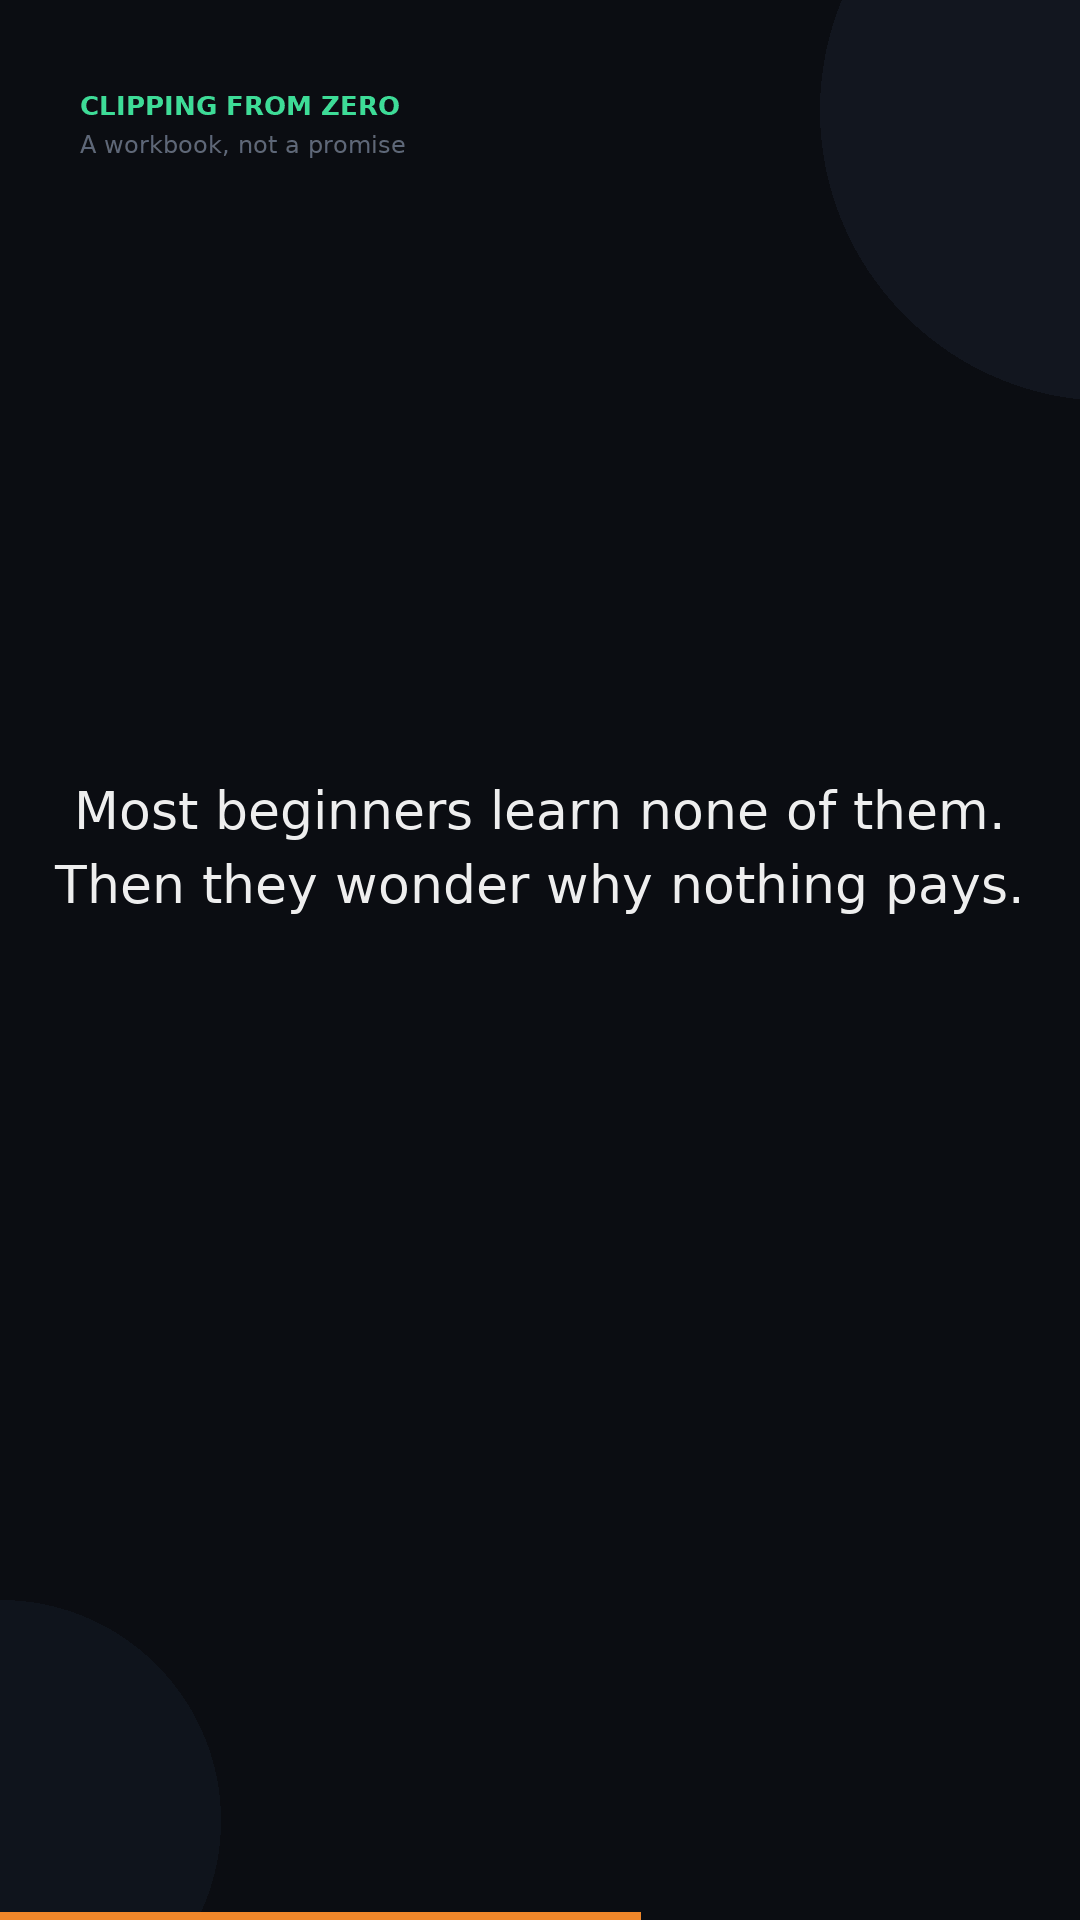 CLIPPING FROM ZERO
A workbook, not a promise
Most beginners learn none of them.
Then they wonder why nothing pays.